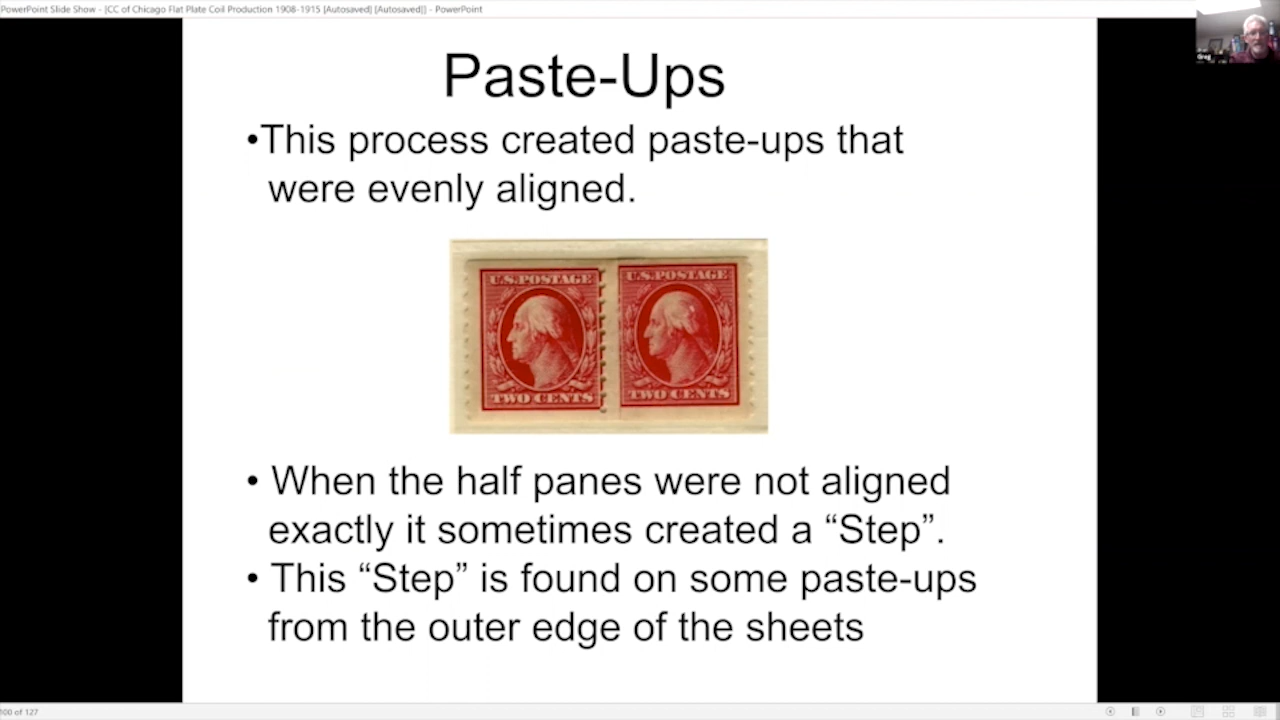 PowerPoint Slide Show - [CC of Chicago Flat Plate Coil Production 1908-1915 [Autosaved] [Autosaved]] - PowerPoint
Greg
Paste-Ups
•This process created paste-ups that
were evenly aligned.
U.S.POSTAGE U.S.POSTAGE
TWO CENTS TWO CENTS
• When the half panes were not aligned
exactly it sometimes created a “Step”.
• This “Step” is found on some paste-ups
from the outer edge of the sheets
100 of 127